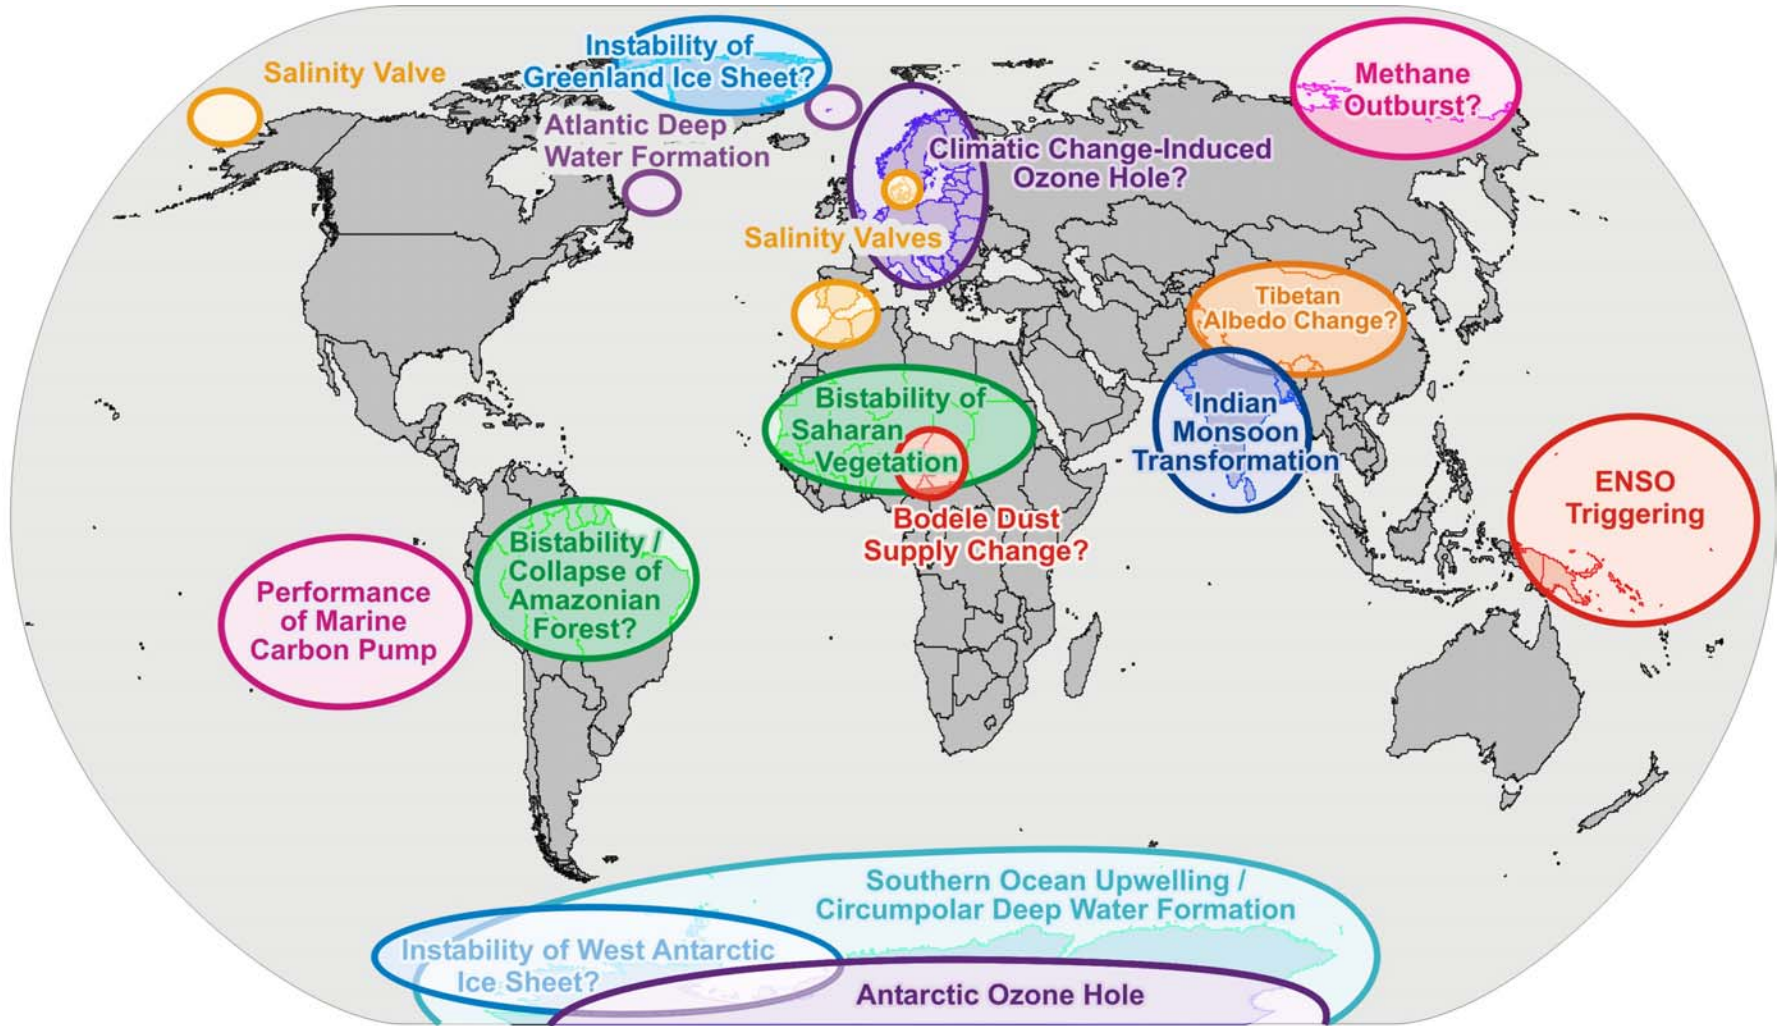 Instability of
Greenland Ice Sheet?
Salinity Valve
Methane
Outburst?
Atlantic Deep
Water Formation
Climatic Change-Induced
Ozone Hole?
Salinity Valves
Tibetan
Albedo Change?
Bistability of
Saharan
Vegetation
Indian
Monsoon
Transformation
ENSO
Triggering
Bodele Dust
Supply Change?
Bistability /
Collapse of
Amazonian
Forest?
Performance
of Marine
Carbon Pump
Southern Ocean Upwelling /
Circumpolar Deep Water Formation
Instability of West Antarctic
Ice Sheet?
Antarctic Ozone Hole